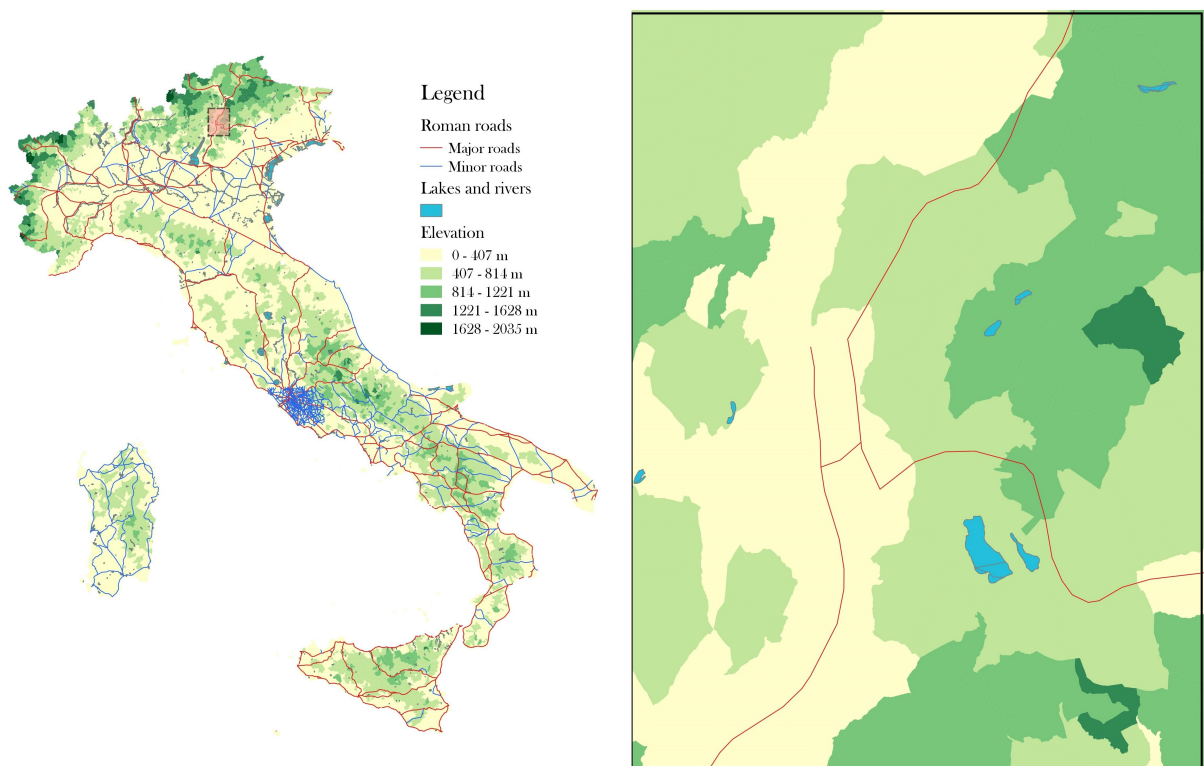 Legend
Roman roads
Major roads
Minor roads
Lakes and rivers
Elevation
0 - 407 m
407 - 814 m
814 - 1221 m
1221 - 1628 m
1628 - 2035 m